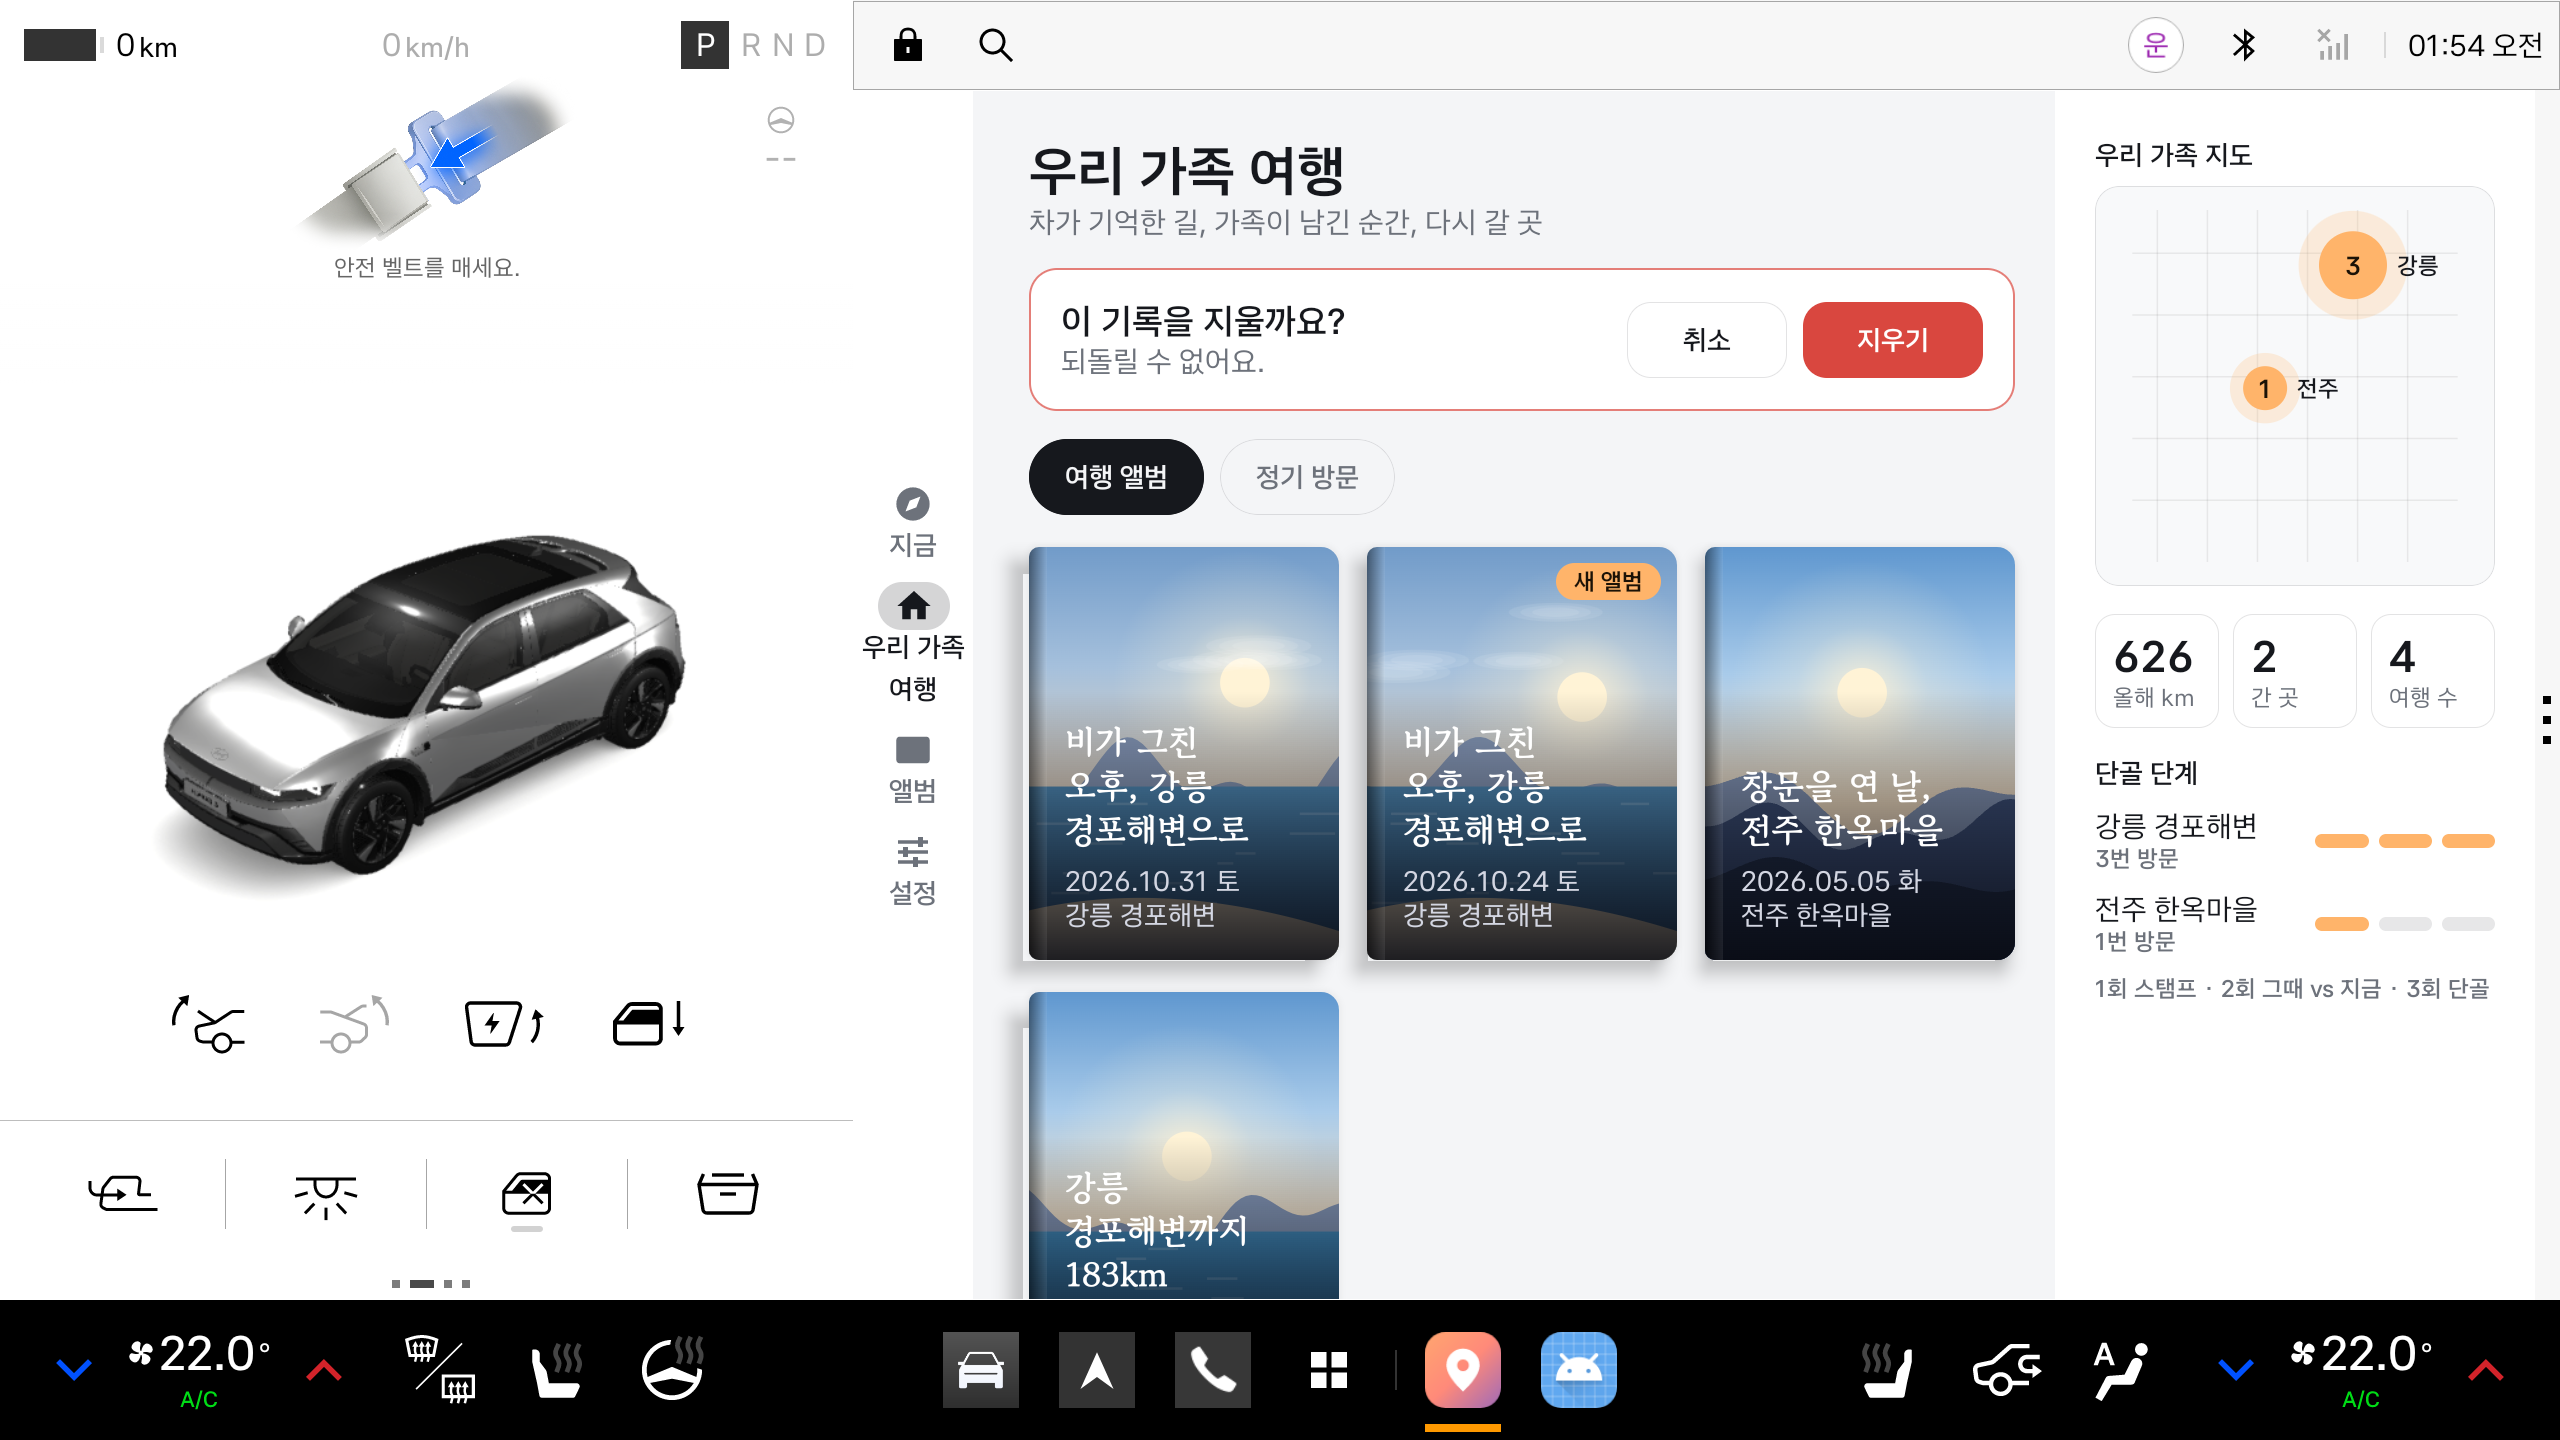 0 km
0 km/h
P R N D
운
01:54 오전
--
안전 벨트를 매세요.
지금
우리 가족
여행
앨범
설정
우리 가족 여행
차가 기억한 길, 가족이 남긴 순간, 다시 갈 곳
이 기록을 지울까요?
되돌릴 수 없어요.
취소
지우기
여행 앨범
정기 방문
비가 그친
오후, 강릉
경포해변으로
2026.10.31 토
강릉 경포해변
새 앨범
비가 그친
오후, 강릉
경포해변으로
2026.10.24 토
강릉 경포해변
창문을 연 날,
전주 한옥마을
2026.05.05 화
전주 한옥마을
강릉
경포해변까지
183km
우리 가족 지도
3 강릉
1 전주
626
올해 km
2
간 곳
4
여행 수
단골 단계
강릉 경포해변
3번 방문
전주 한옥마을
1번 방문
1회 스탬프 · 2회 그때 vs 지금 · 3회 단골
22.0°
A/C
A
22.0°
A/C